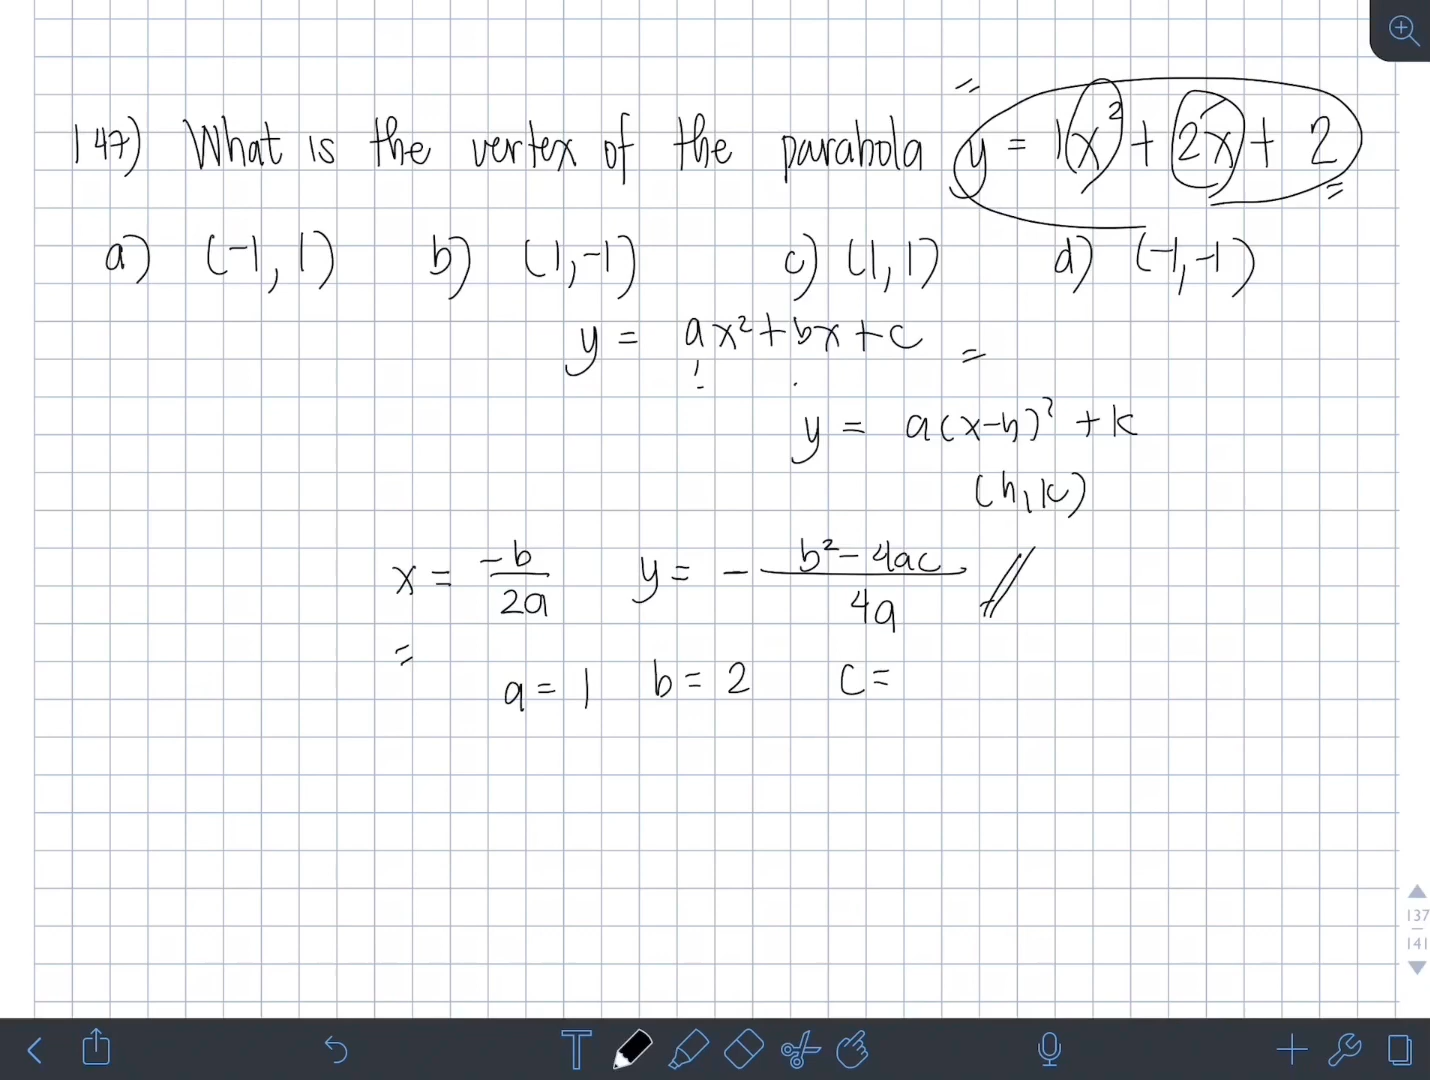 147) What is the vertex of the parabola y = 1x² + 2x + 2
a) (-1, 1) b) (1,-1) c) (1,1) d) (-1,-1)
y = ax²+bx+c =
y = a(x-h)² + k
(h,k)
x = -b/2a y = - b²-4ac/4a
=
a = 1 b = 2 c =
137
141
T